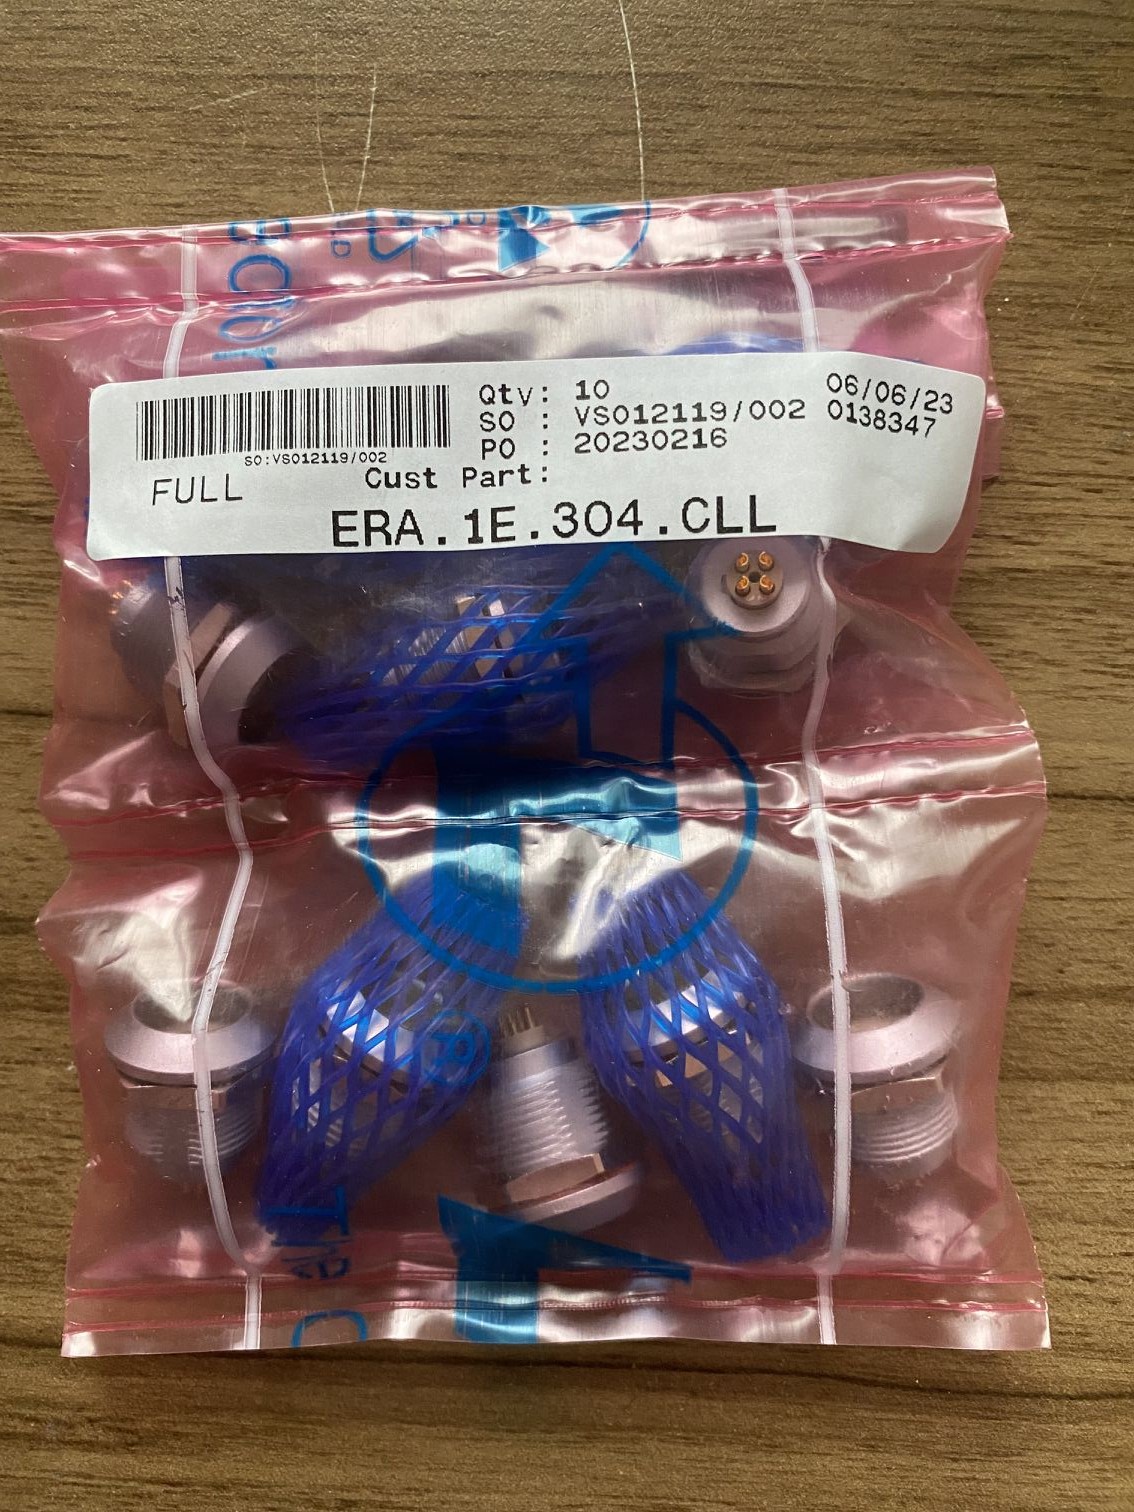 Qty: 10
06/06/23
SO : VS012119/002
0138347
PO : 20230216
SO:VS012119/002
FULL
Cust Part:
ERA.1E.304.CLL
®